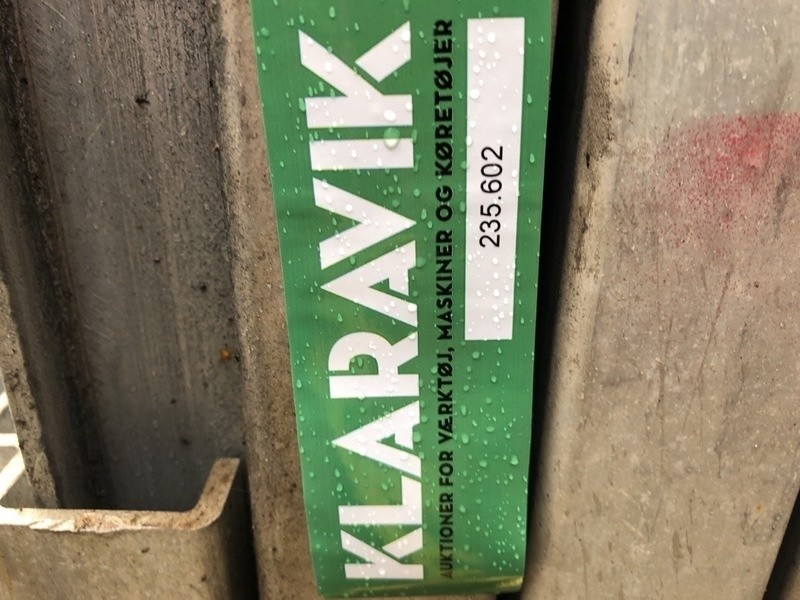 KLARAVIK
AUKTIONER FOR VÆRKTØJ, MASKINER OG KØRETØJER
235.602